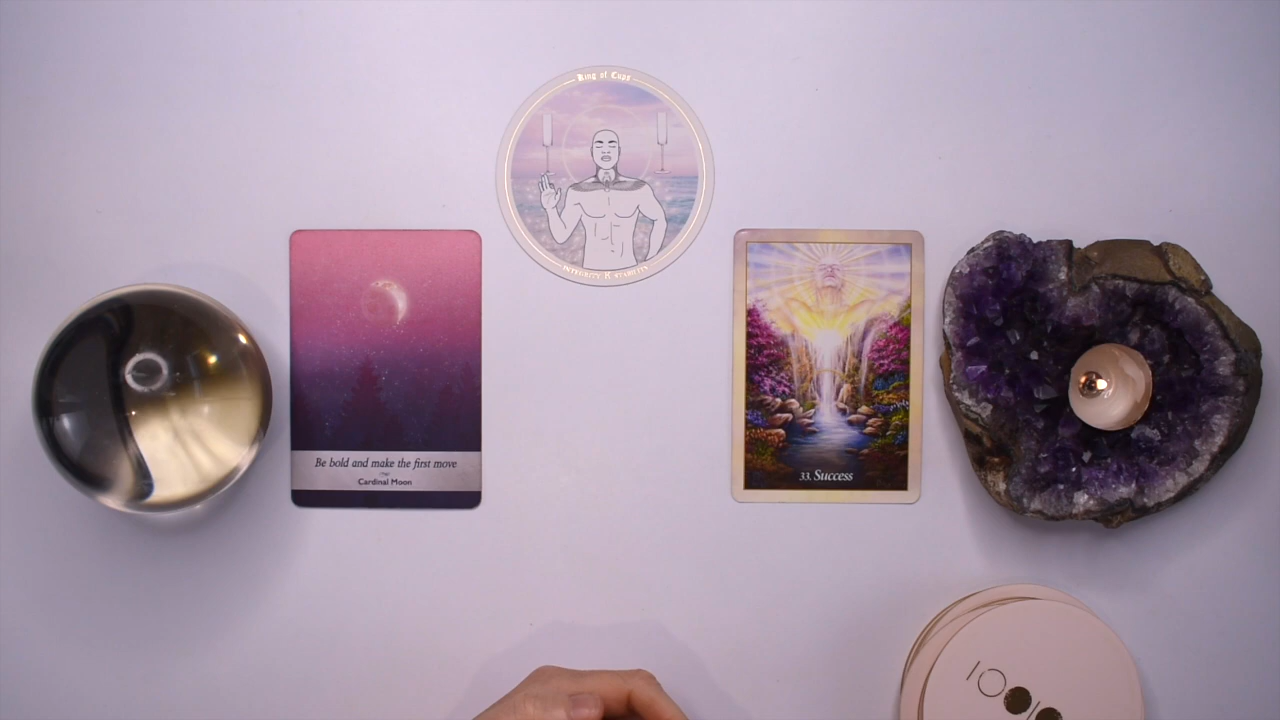 King of Cups
INTEGRITY K STABILITY
Be bold and make the first move
Cardinal Moon
33. Success